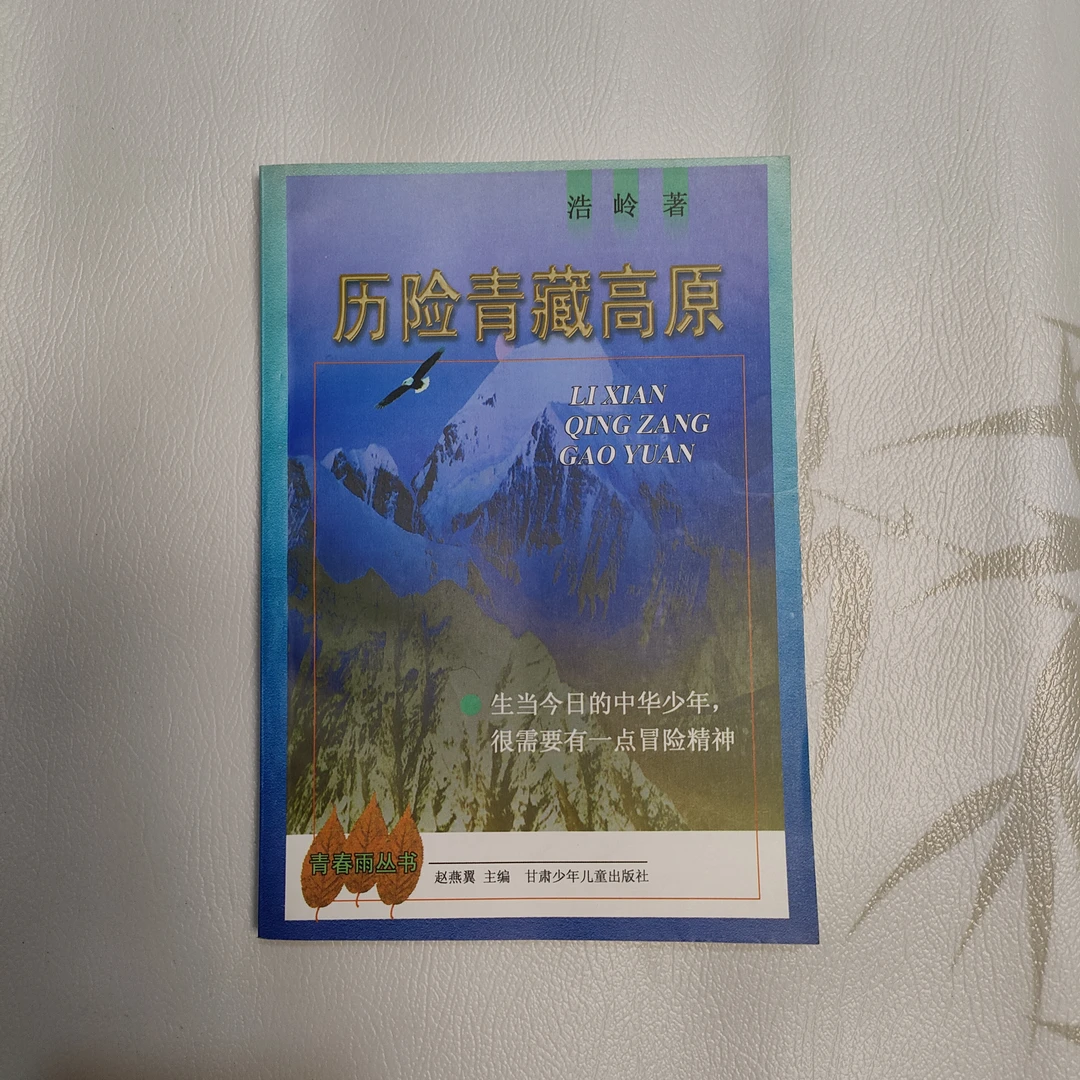 浩岭 著
历险青藏高原
LI XIAN
QING ZANG
GAO YUAN
生当今日的中华少年，
很需要有一点冒险精神
青春雨丛书
赵燕翼 主编 甘肃少年儿童出版社